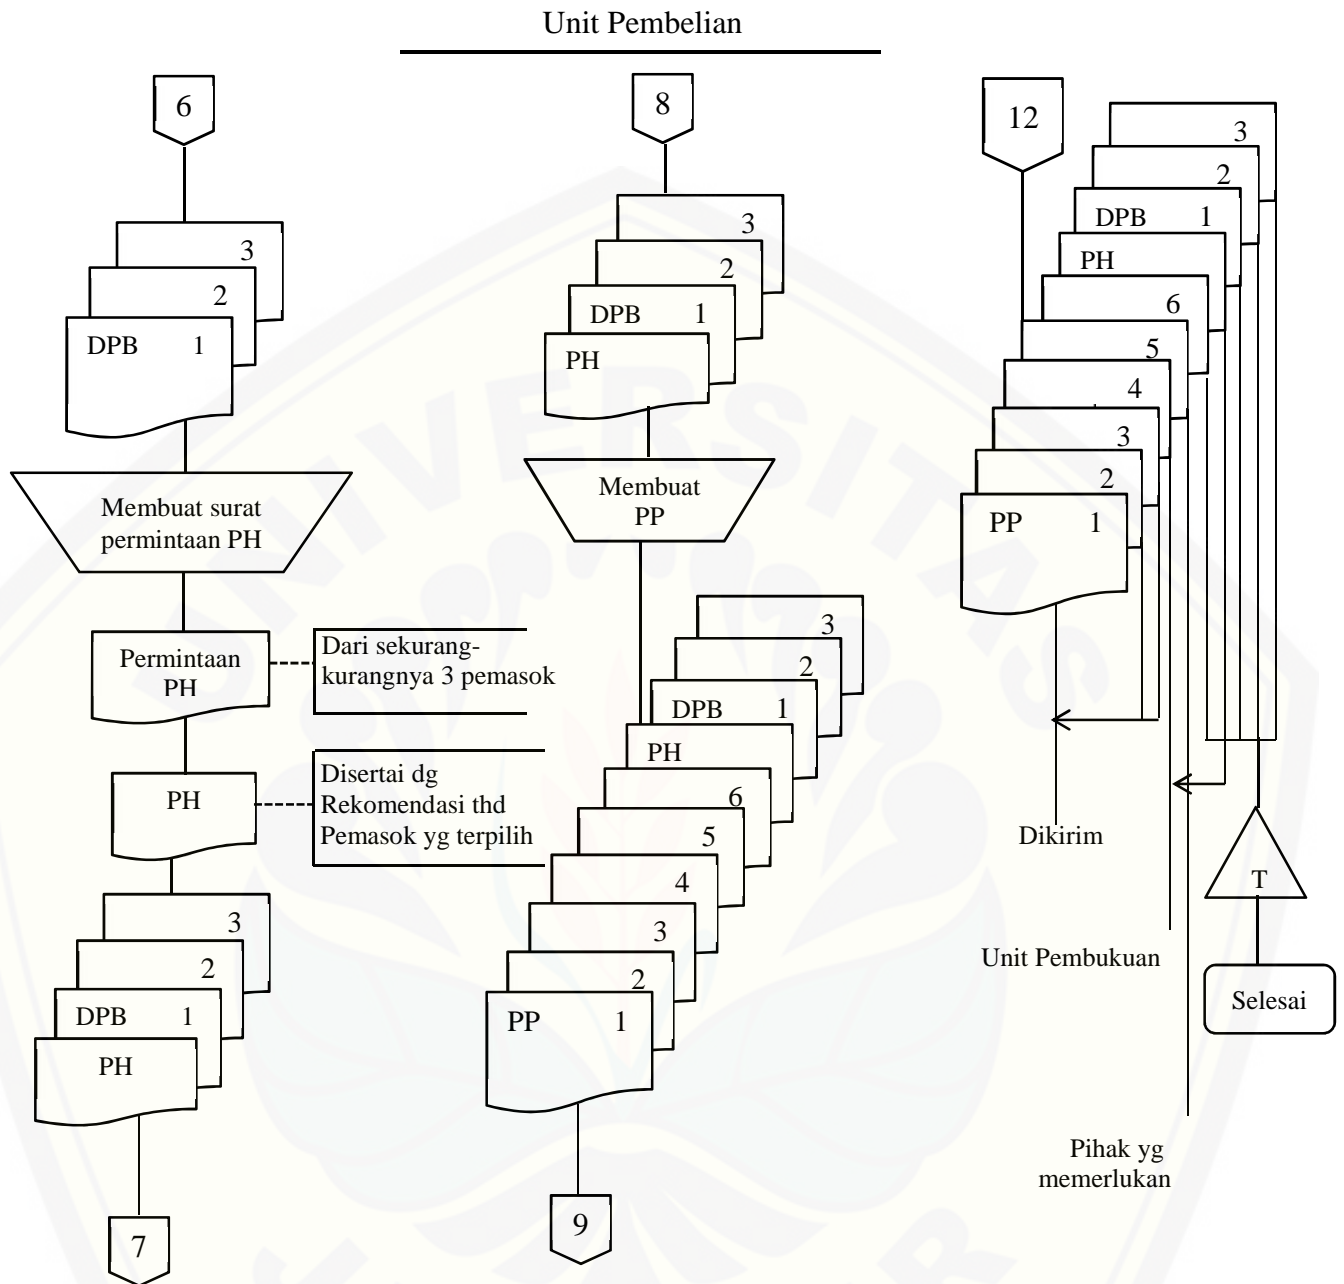 Unit Pembelian
6
3
2
DPB 1
Membuat surat
permintaan PH
Permintaan
PH
Dari sekurang-
kurangnya 3 pemasok
PH
Disertai dg
Rekomendasi thd
Pemasok yg terpilih
3
2
DPB 1
PH
7
8
3
2
DPB 1
PH
Membuat
PP
3
2
DPB 1
PH
6
5
4
3
2
PP 1
9
12
3
2
DPB 1
PH
6
5
4
3
2
PP 1
Dikirim
T
Unit Pembukuan
Selesai
Pihak yg
memerlukan
UNIVERSITAS